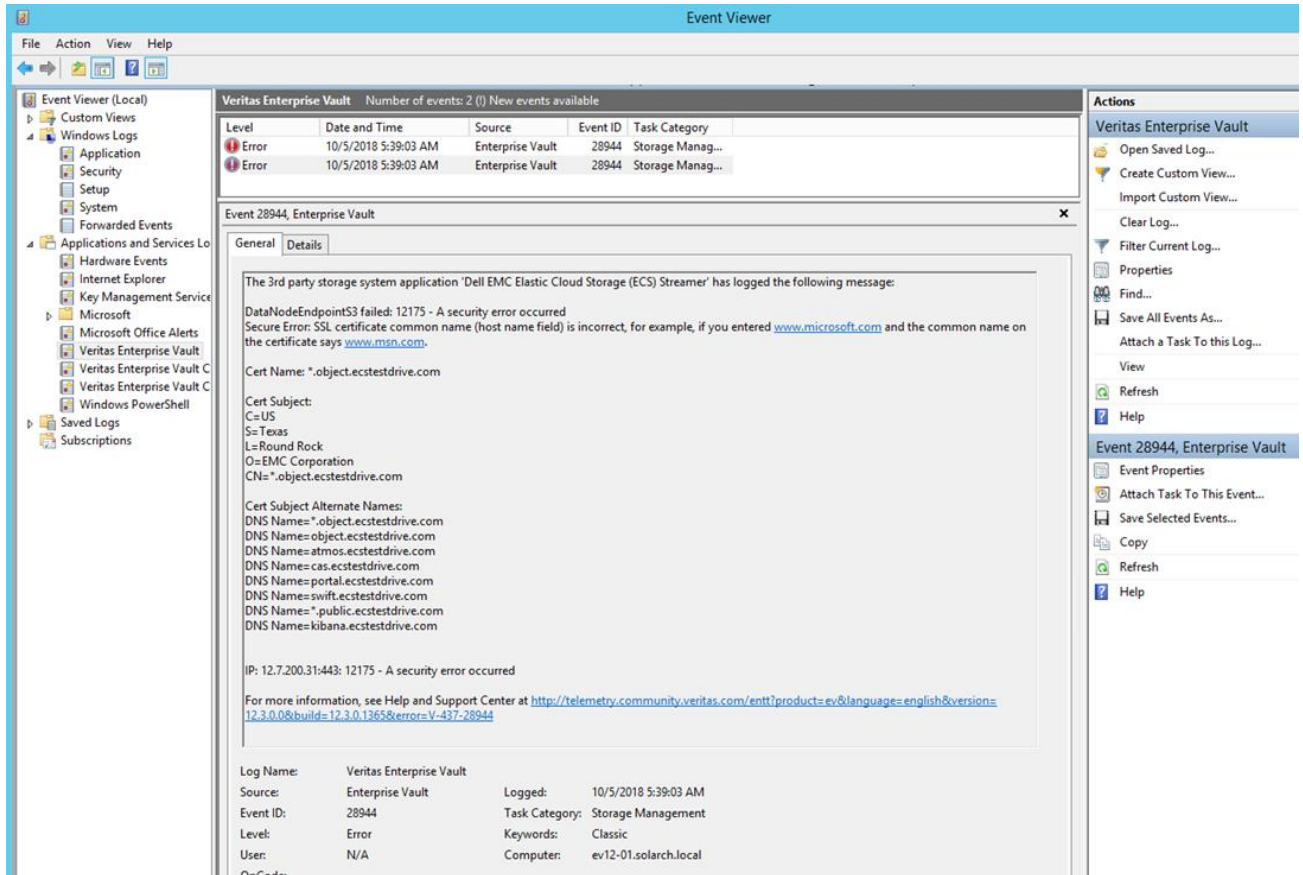 Event Viewer
File Action View Help
Event Viewer (Local)
Custom Views
Windows Logs
Application
Security
Setup
System
Forwarded Events
Applications and Services Lo
Hardware Events
Internet Explorer
Key Management Service
Microsoft
Microsoft Office Alerts
Veritas Enterprise Vault
Veritas Enterprise Vault C
Veritas Enterprise Vault C
Windows PowerShell
Saved Logs
Subscriptions
Veritas Enterprise Vault Number of events: 2 (!) New events available
Level Date and Time Source Event ID Task Category
Error 10/5/2018 5:39:03 AM Enterprise Vault 28944 Storage Manag...
Error 10/5/2018 5:39:03 AM Enterprise Vault 28944 Storage Manag...
Event 28944, Enterprise Vault
General Details
The 3rd party storage system application 'Dell EMC Elastic Cloud Storage (ECS) Streamer' has logged the following message:
DataNodeEndpointS3 failed: 12175 - A security error occurred
Secure Error: SSL certificate common name (host name field) is incorrect, for example, if you entered www.microsoft.com and the common name on
the certificate says www.msn.com.
Cert Name: *.object.ecstestdrive.com
Cert Subject:
C=US
S=Texas
L=Round Rock
O=EMC Corporation
CN=*.object.ecstestdrive.com
Cert Subject Alternate Names:
DNS Name=*.object.ecstestdrive.com
DNS Name=object.ecstestdrive.com
DNS Name=atmos.ecstestdrive.com
DNS Name=cas.ecstestdrive.com
DNS Name=portal.ecstestdrive.com
DNS Name=swift.ecstestdrive.com
DNS Name=*.public.ecstestdrive.com
DNS Name=kibana.ecstestdrive.com
IP: 12.7.200.31:443: 12175 - A security error occurred
For more information, see Help and Support Center at http://telemetry.community.veritas.com/entt?product=ev&language=english&version=
12.3.0.0&build=12.3.0.1365&error=V-437-28944
Log Name: Veritas Enterprise Vault
Source: Enterprise Vault Logged: 10/5/2018 5:39:03 AM
Event ID: 28944 Task Category: Storage Management
Level: Error Keywords: Classic
User: N/A Computer: ev12-01.solarch.local
Actions
Veritas Enterprise Vault
Open Saved Log...
Create Custom View...
Import Custom View...
Clear Log...
Filter Current Log...
Properties
Find...
Save All Events As...
Attach a Task To this Log...
View
Refresh
Help
Event 28944, Enterprise Vault
Event Properties
Attach Task To This Event...
Save Selected Events...
Copy
Refresh
Help